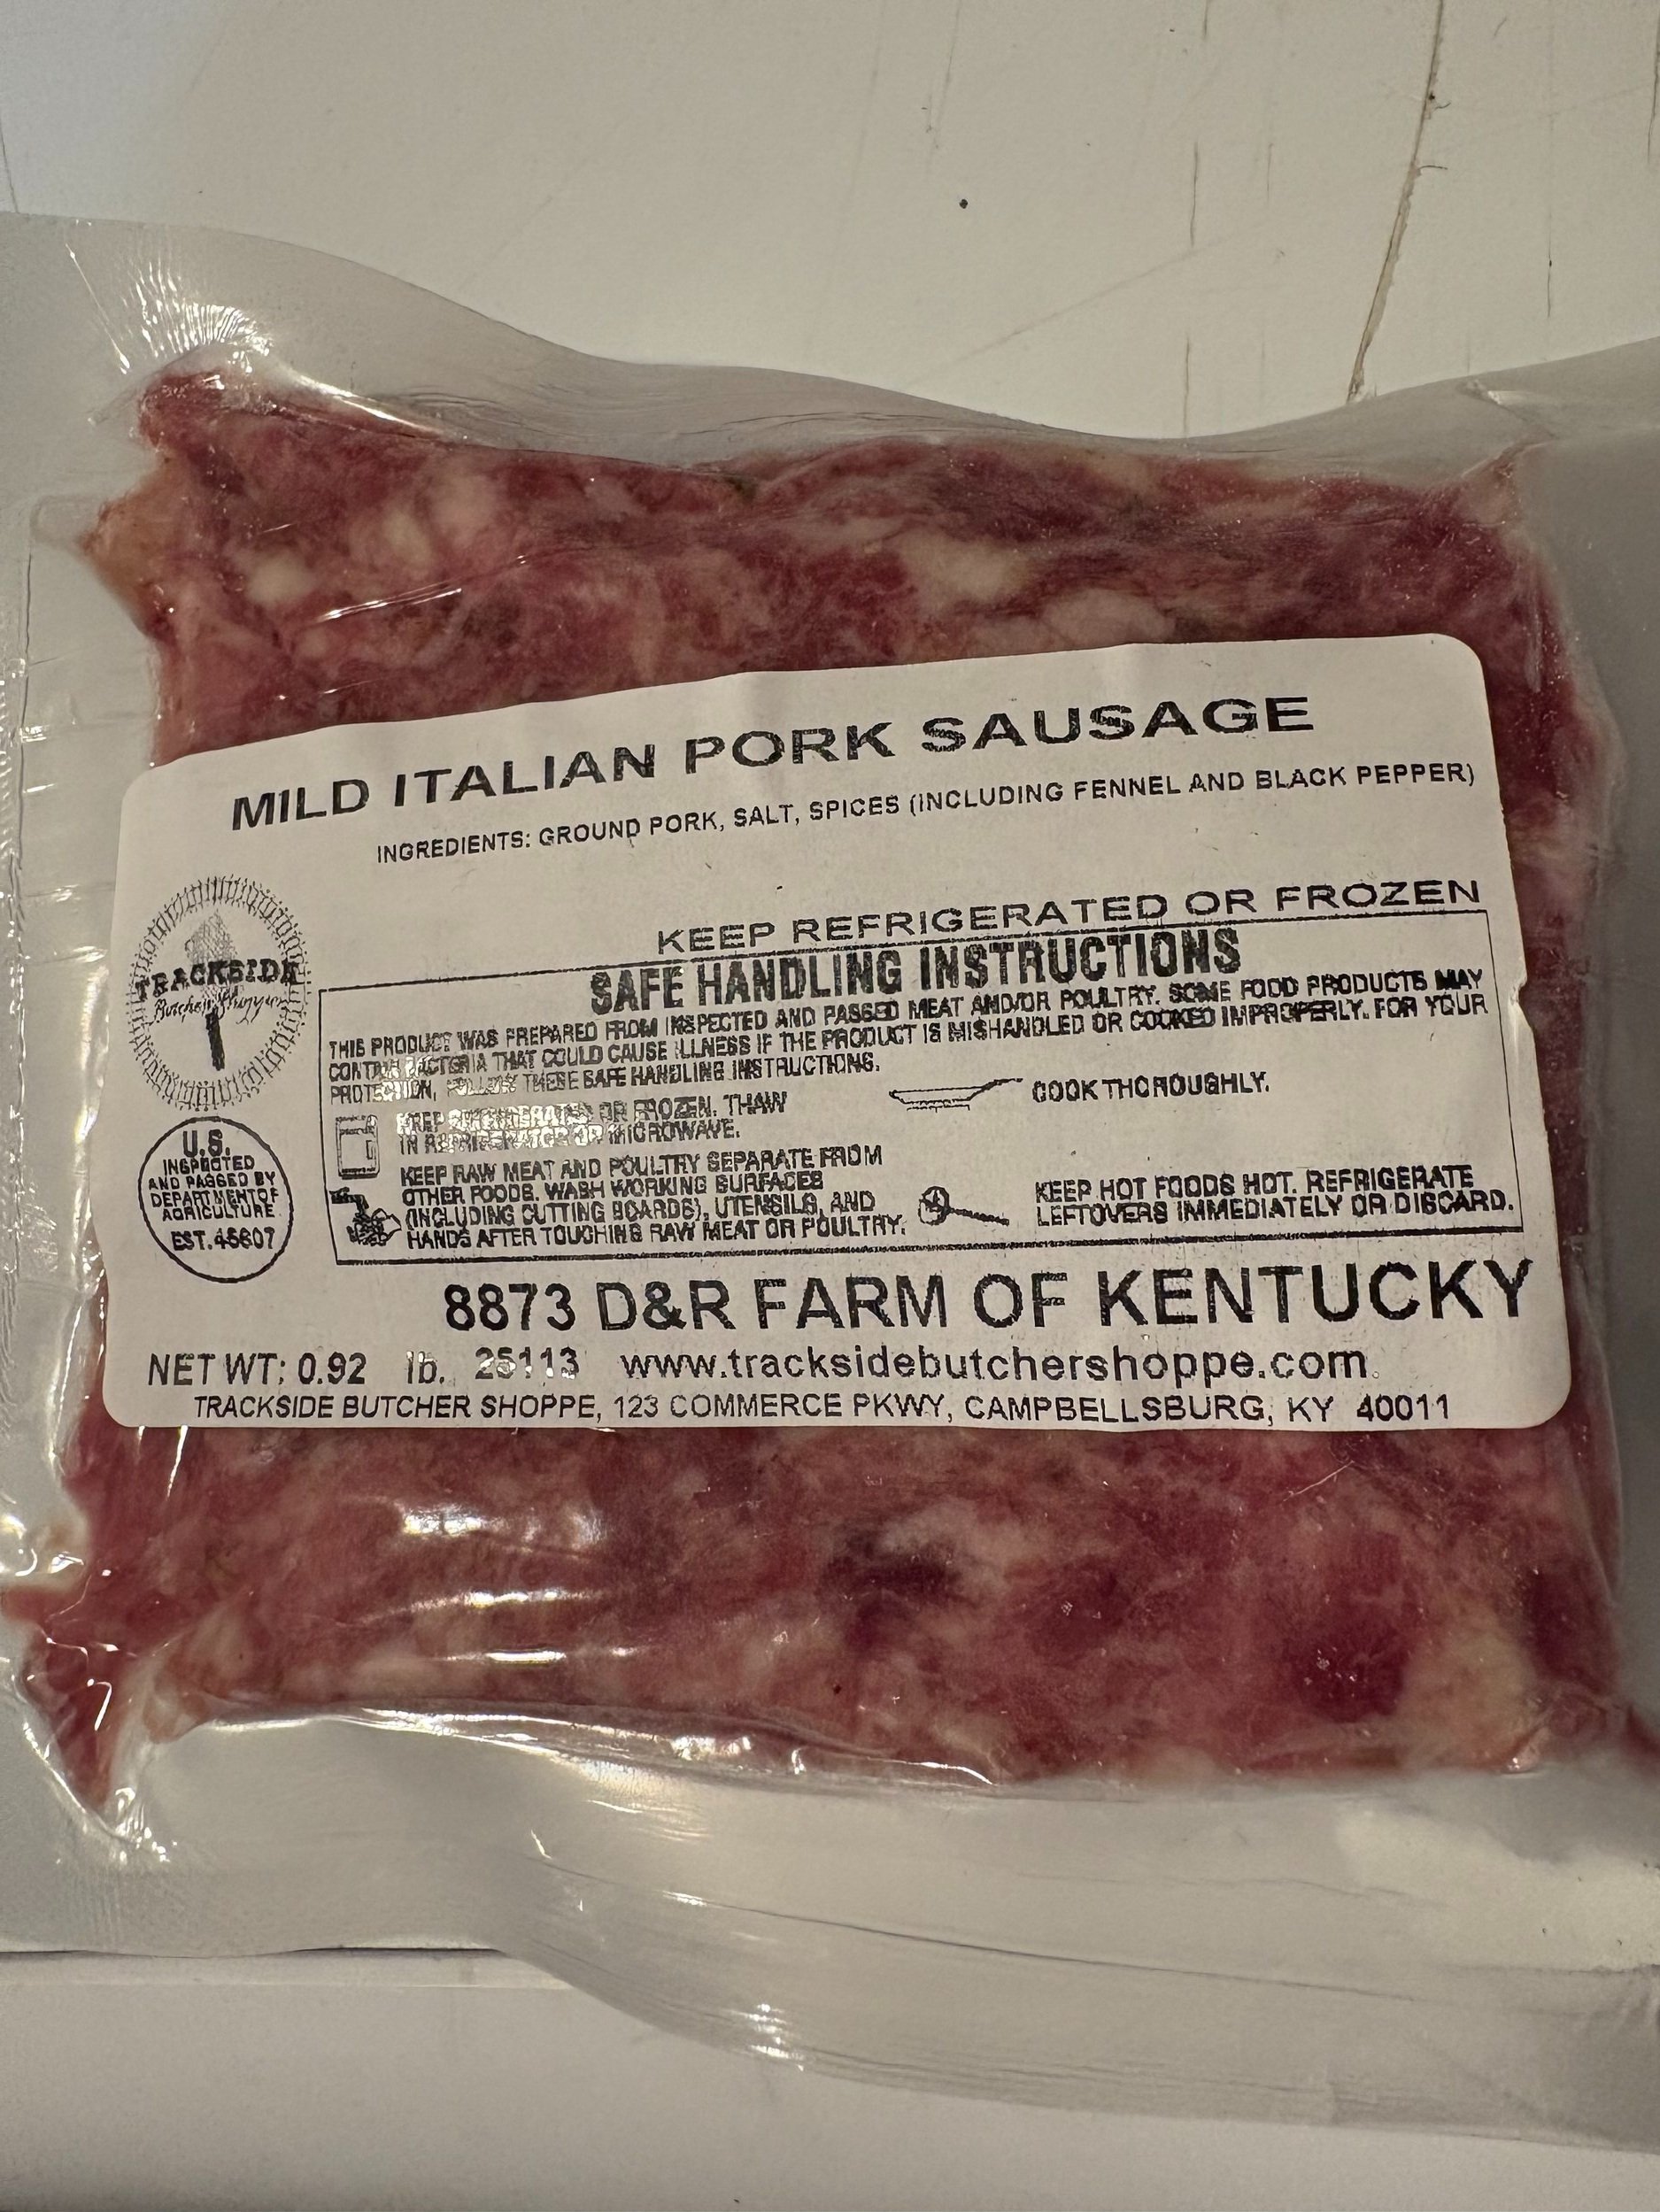 MILD ITALIAN PORK SAUSAGE
INGREDIENTS: GROUND PORK, SALT, SPICES (INCLUDING FENNEL AND BLACK PEPPER)
KEEP REFRIGERATED OR FROZEN
TRACKSIDE
Butcher Shoppe
SAFE HANDLING INSTRUCTIONS
THIS PRODUCT WAS PREPARED FROM INSPECTED AND PASSED MEAT AND/OR POULTRY. SOME FOOD PRODUCTS MAY
CONTAIN BACTERIA THAT COULD CAUSE ILLNESS IF THE PRODUCT IS MISHANDLED OR COOKED IMPROPERLY. FOR YOUR
PROTECTION, FOLLOW THESE SAFE HANDLING INSTRUCTIONS.
KEEP REFRIGERATED OR FROZEN. THAW
IN REFRIGERATOR OR MICROWAVE.
COOK THOROUGHLY.
KEEP RAW MEAT AND POULTRY SEPARATE FROM
OTHER FOODS. WASH WORKING SURFACES
(INCLUDING CUTTING BOARDS), UTENSILS, AND
HANDS AFTER TOUCHING RAW MEAT OR POULTRY.
KEEP HOT FOODS HOT. REFRIGERATE
LEFTOVERS IMMEDIATELY OR DISCARD.
U.S.
INSPECTED
AND PASSED BY
DEPARTMENT OF
AGRICULTURE
EST. 45607
8873 D&R FARM OF KENTUCKY
NET WT: 0.92 lb. 25113 www.tracksidebutchershoppe.com
TRACKSIDE BUTCHER SHOPPE, 123 COMMERCE PKWY, CAMPBELLSBURG, KY 40011